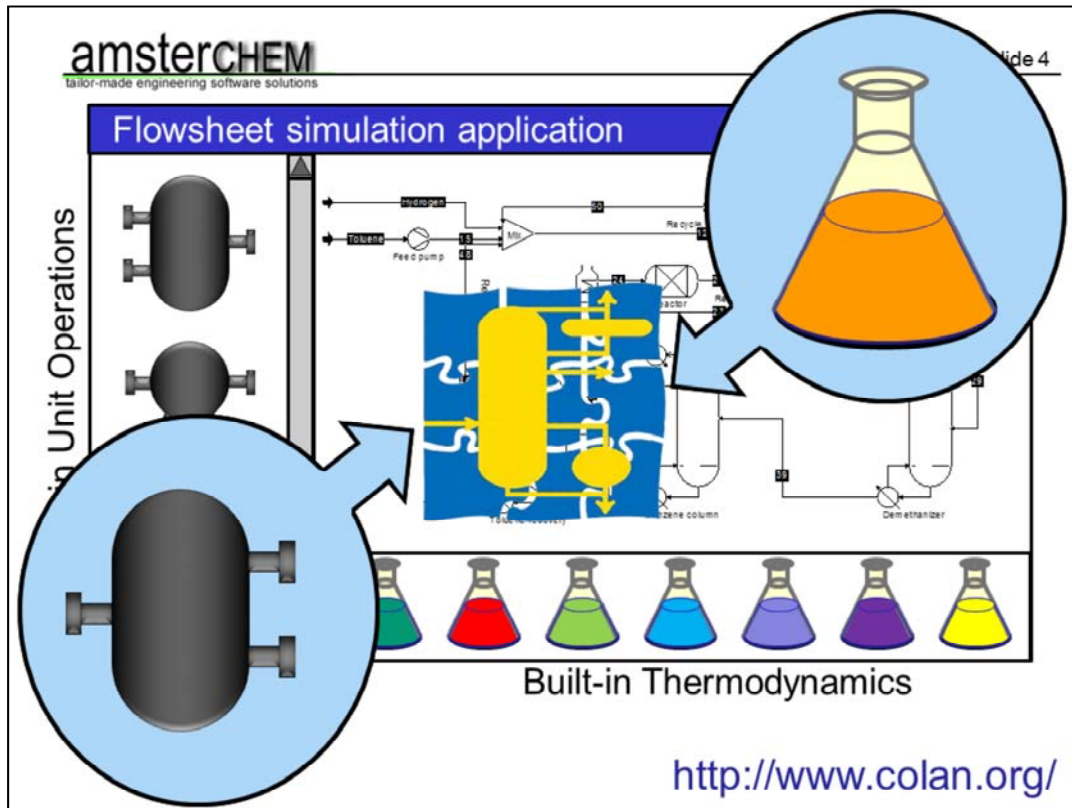 amsterCHEM
tailor-made engineering software solutions
lide 4
Flowsheet simulation application
in Unit Operations
Hydrogen
Toluene
Feed pump
15
Mix
Recycle
Demethanizer
39
Built-in Thermodynamics
http://www.colan.org/